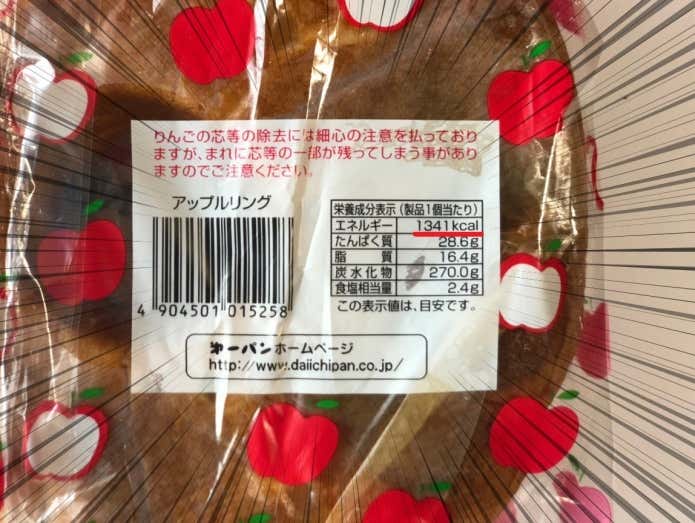 りんごの芯等の除去には細心の注意を払っており
ますが、まれに芯等の一部が残ってしまう事があり
ますのでご注意ください。
アップルリング
栄養成分表示(製品1個当たり)
エネルギー 1341kcal
たんぱく質 28.6g
脂質 16.4g
炭水化物 270.0g
食塩相当量 2.4g
この表示値は、目安です。
4 904501 015258
第一パンホームページ
http://www.daiichipan.co.jp/